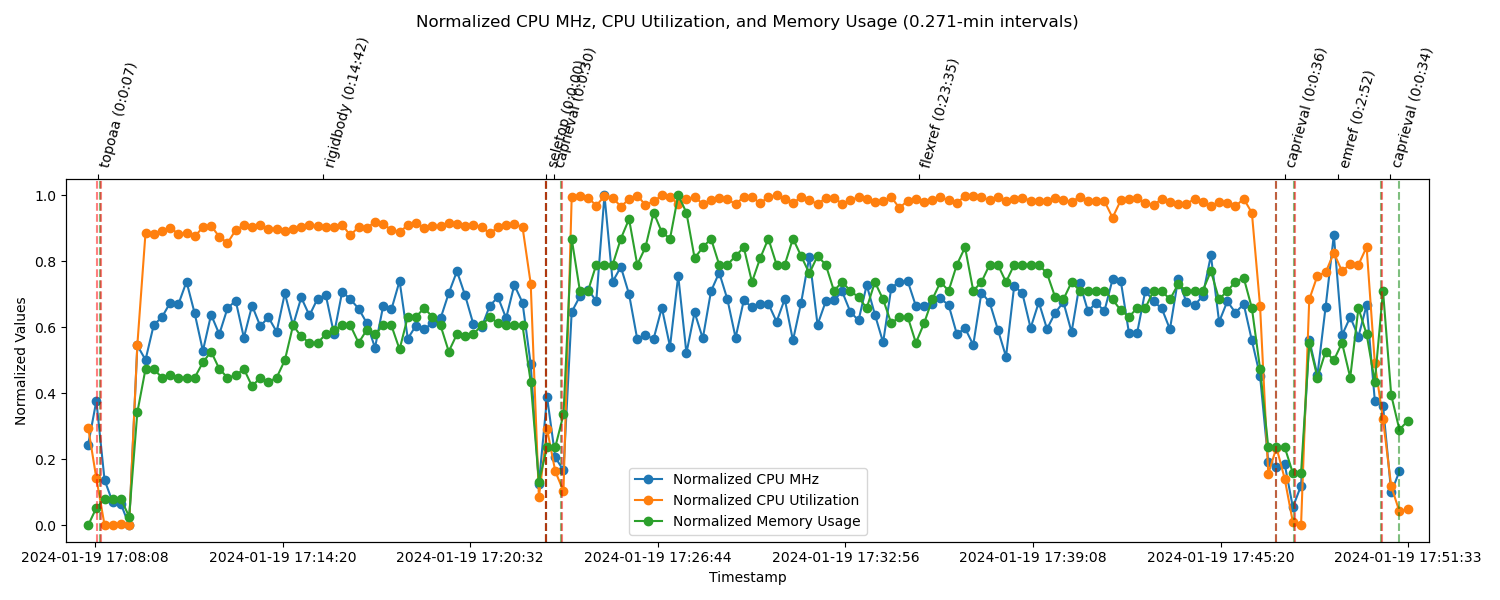 Normalized CPU MHz, CPU Utilization, and Memory Usage (0.271-min intervals)
topoaa (0:0:07)
rigidbody (0:14:42)
seletop (0:0:00)
caprieval (0:0:30)
flexref (0:23:35)
caprieval (0:0:36)
emref (0:2:52)
caprieval (0:0:34)
Normalized Values
1.0
0.8
0.6
0.4
0.2
0.0
Normalized CPU MHz
Normalized CPU Utilization
Normalized Memory Usage
2024-01-19 17:08:08
2024-01-19 17:14:20
2024-01-19 17:20:32
2024-01-19 17:26:44
2024-01-19 17:32:56
2024-01-19 17:39:08
2024-01-19 17:45:20
2024-01-19 17:51:33
Timestamp